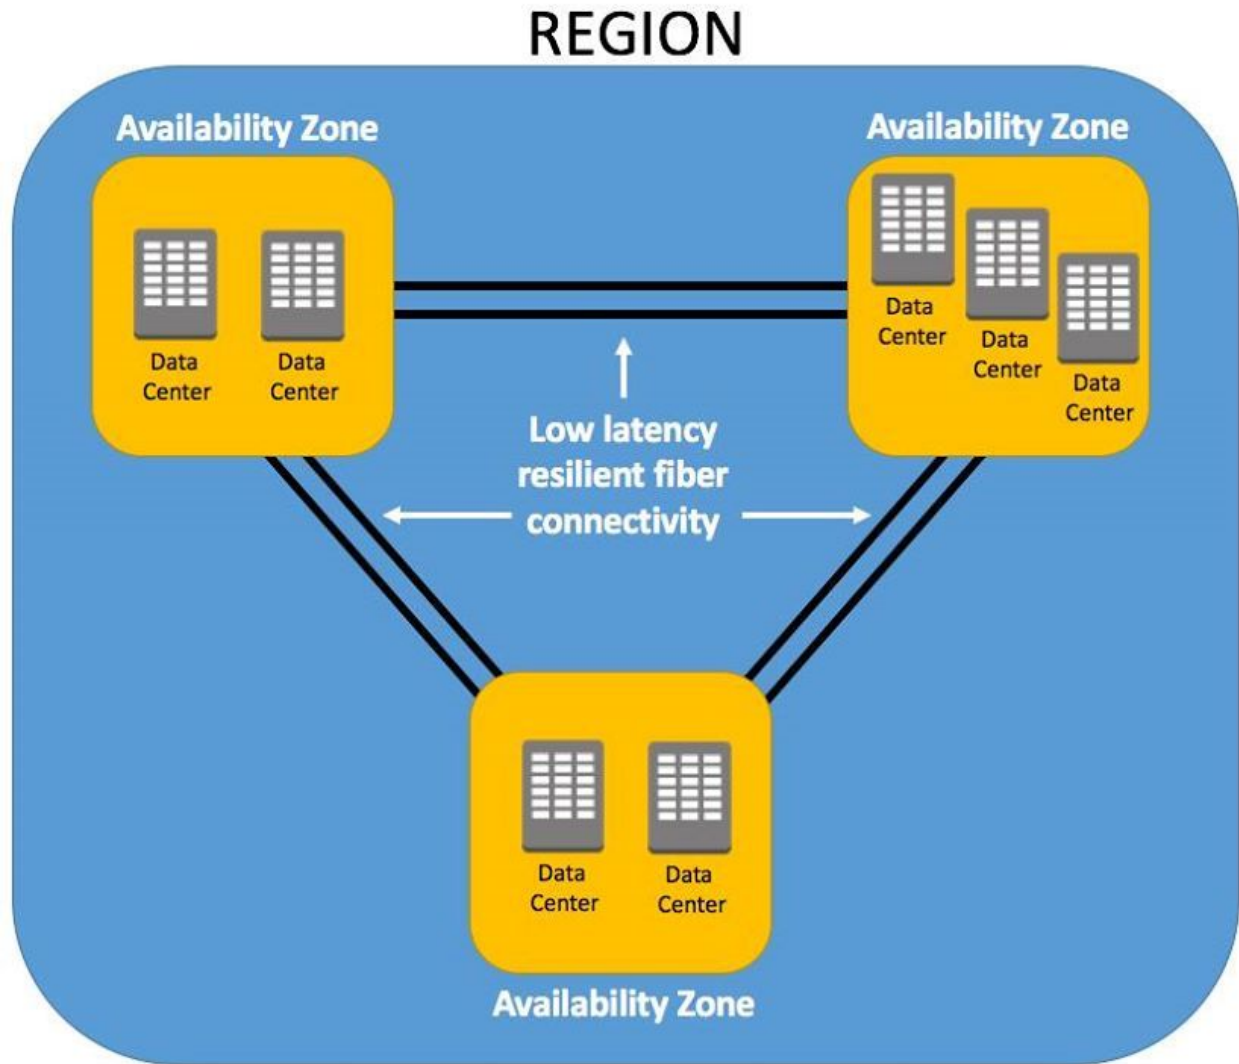 REGION
Availability Zone
Availability Zone
Data
Center
Data
Center
Data
Center
Data
Center
Data
Center
Low latency
resilient fiber
connectivity
Data
Center
Data
Center
Availability Zone